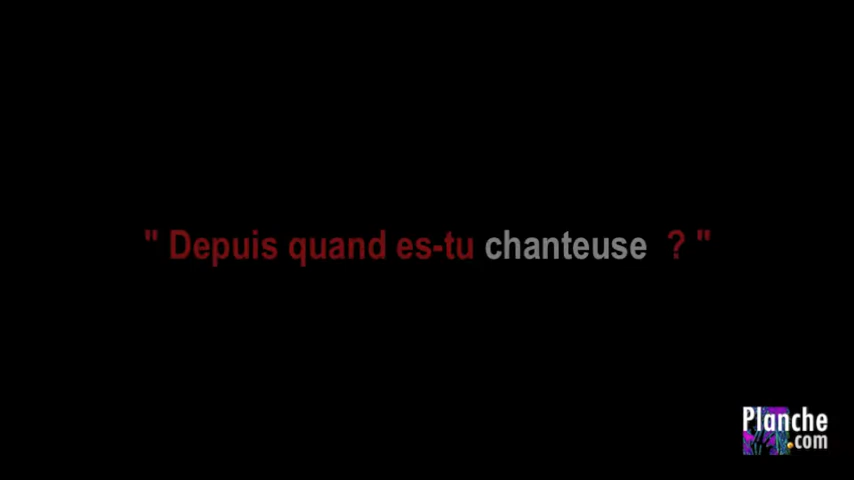 " Depuis quand es-tu chanteuse ? "
Planche
.com